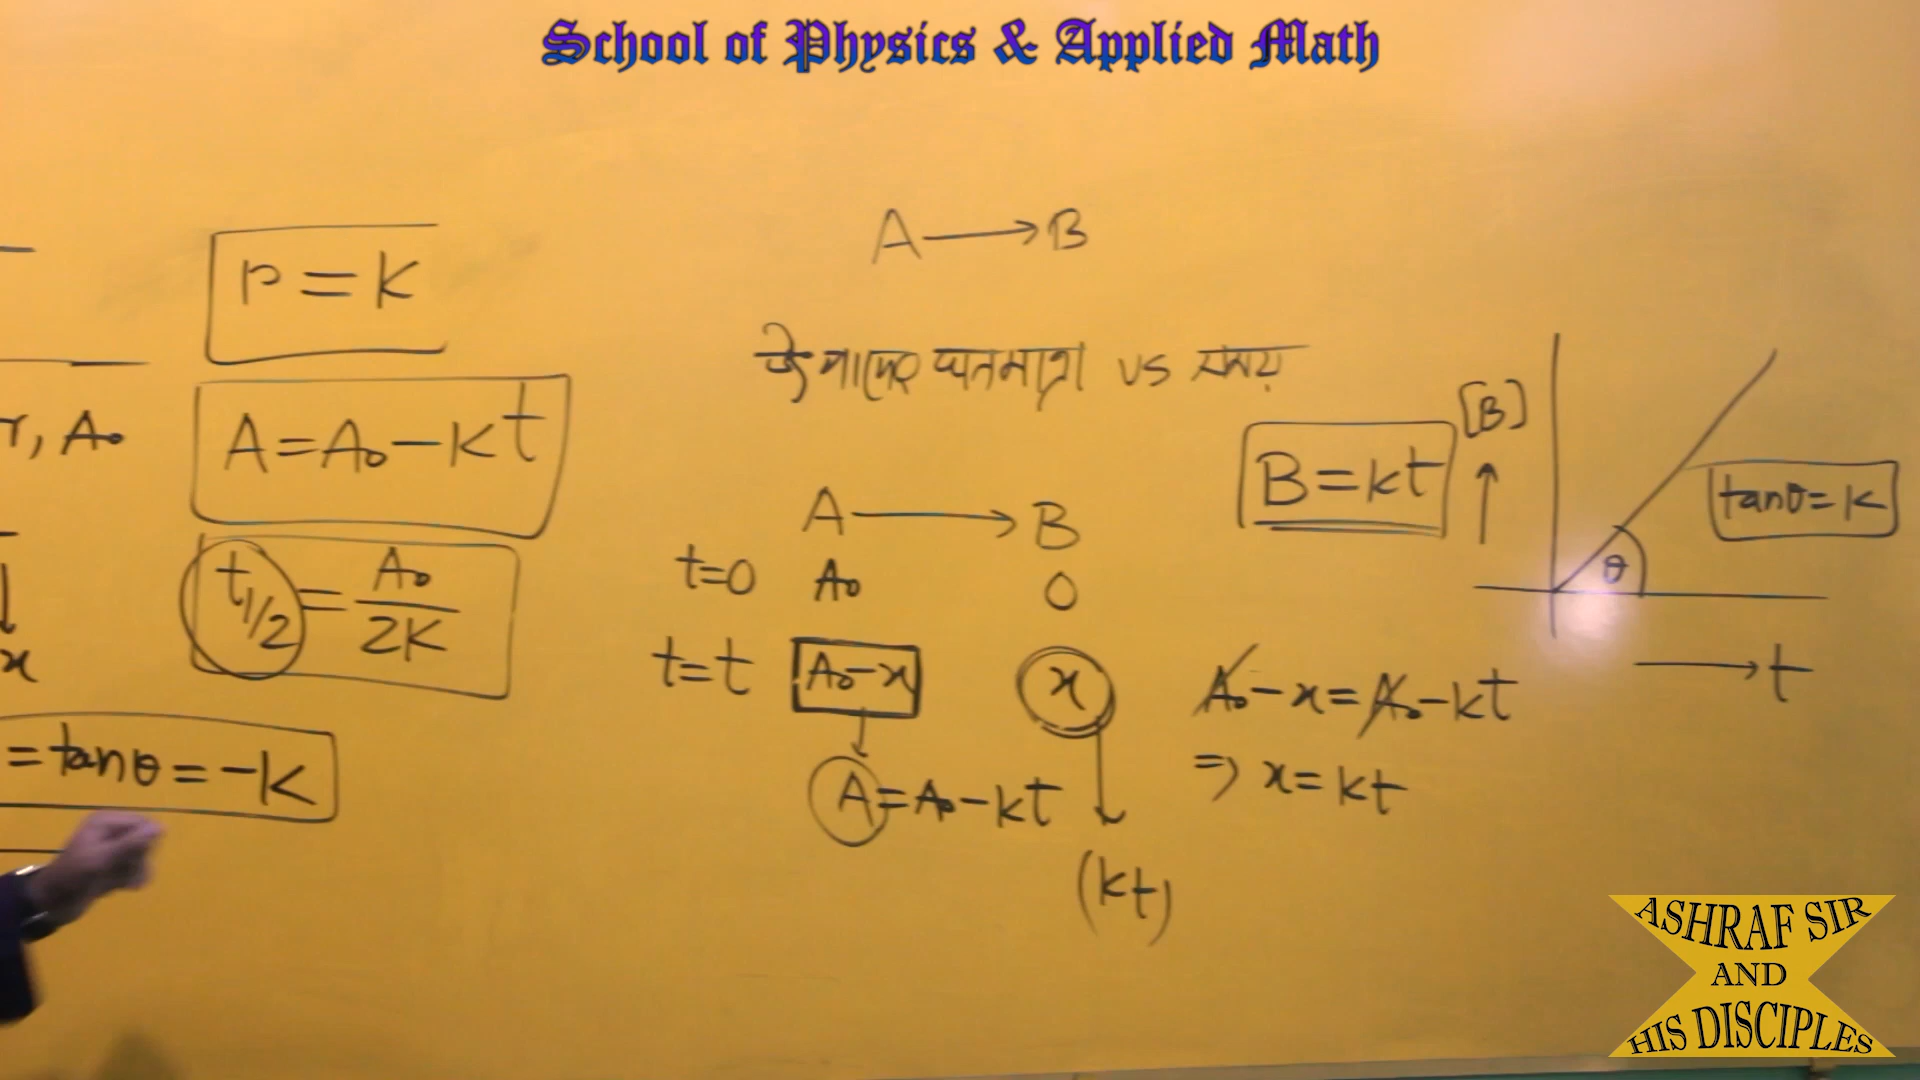 School of Physics & Applied Math
r = k
A = A₀ - kt
t₁/₂ = A₀/2K
r, A₀
x
= tanθ = -K
A → B
উৎপাদের ঘনমাত্রা vs সময়
A → B
t=0 A₀ 0
t=t A₀-x x
A = A₀ - kt
(kt)
B = kt
[B] ↑
tanθ = K
θ
→ t
A₀ - x = A₀ - kt
⇒ x = kt
ASHRAF SIR
AND
HIS DISCIPLES